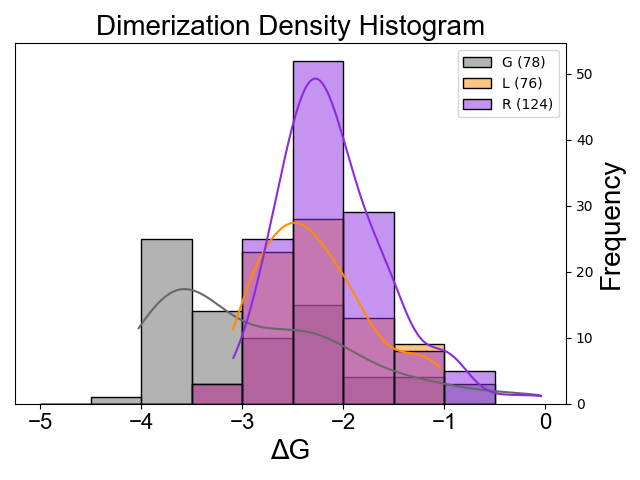 Dimerization Density Histogram
G (78)
L (76)
R (124)
50
40
30
20
10
0
Frequency
−5 −4 −3 −2 −1 0
ΔG